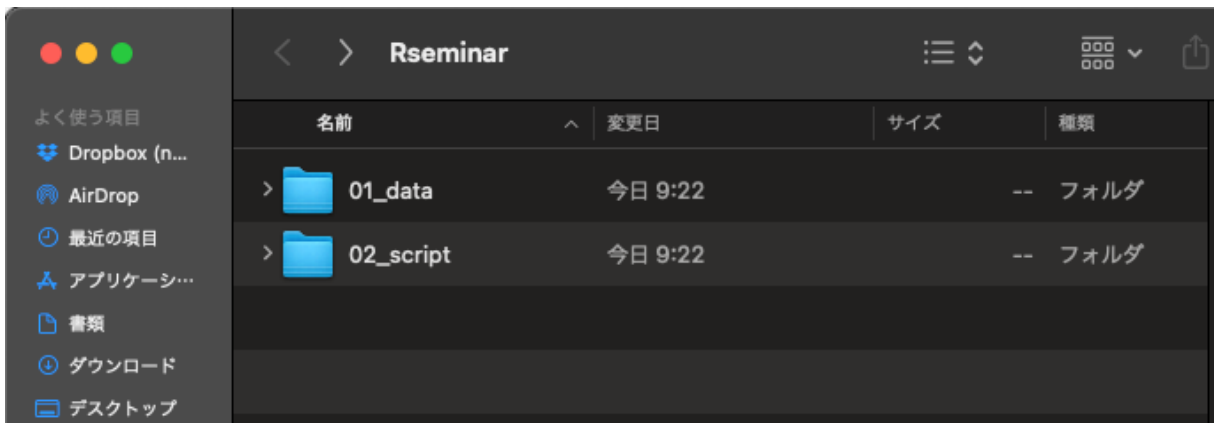 Rseminar
よく使う項目
Dropbox (n...
AirDrop
最近の項目
アプリケーシ…
書類
ダウンロード
デスクトップ
名前 変更日 サイズ 種類
01_data 今日 9:22 -- フォルダ
02_script 今日 9:22 -- フォルダ